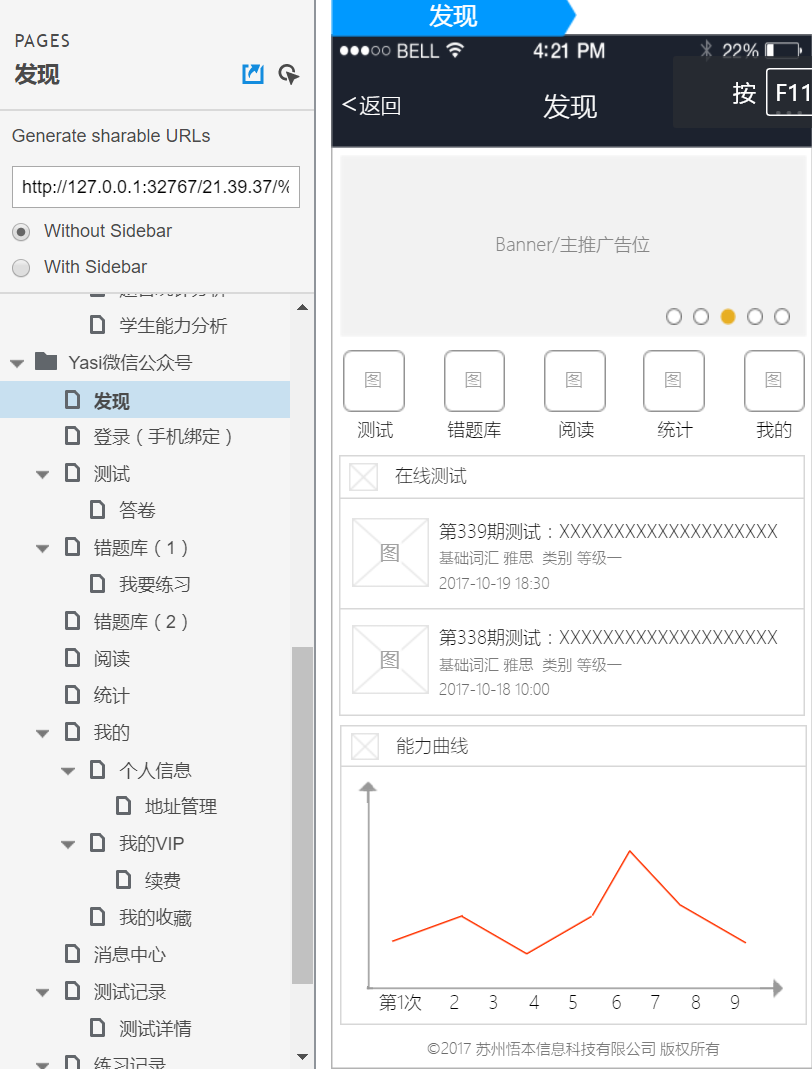 PAGES
发现
Generate sharable URLs
http://127.0.0.1:32767/21.39.37/%
Without Sidebar
With Sidebar
学生能力分析
Yasi微信公众号
发现
登录（手机绑定）
测试
答卷
错题库（1）
我要练习
错题库（2）
阅读
统计
我的
个人信息
地址管理
我的VIP
续费
我的收藏
消息中心
测试记录
测试详情
练习记录
发现
BELL 4:21 PM 22%
<返回 发现 按 F11
Banner/主推广告位
图 图 图 图 图
测试 错题库 阅读 统计 我的
在线测试
图
第339期测试：XXXXXXXXXXXXXXXXXXXX
基础词汇 雅思 类别 等级一
2017-10-19 18:30
图
第338期测试：XXXXXXXXXXXXXXXXXXXX
基础词汇 雅思 类别 等级一
2017-10-18 10:00
能力曲线
第1次 2 3 4 5 6 7 8 9
©2017 苏州悟本信息科技有限公司 版权所有